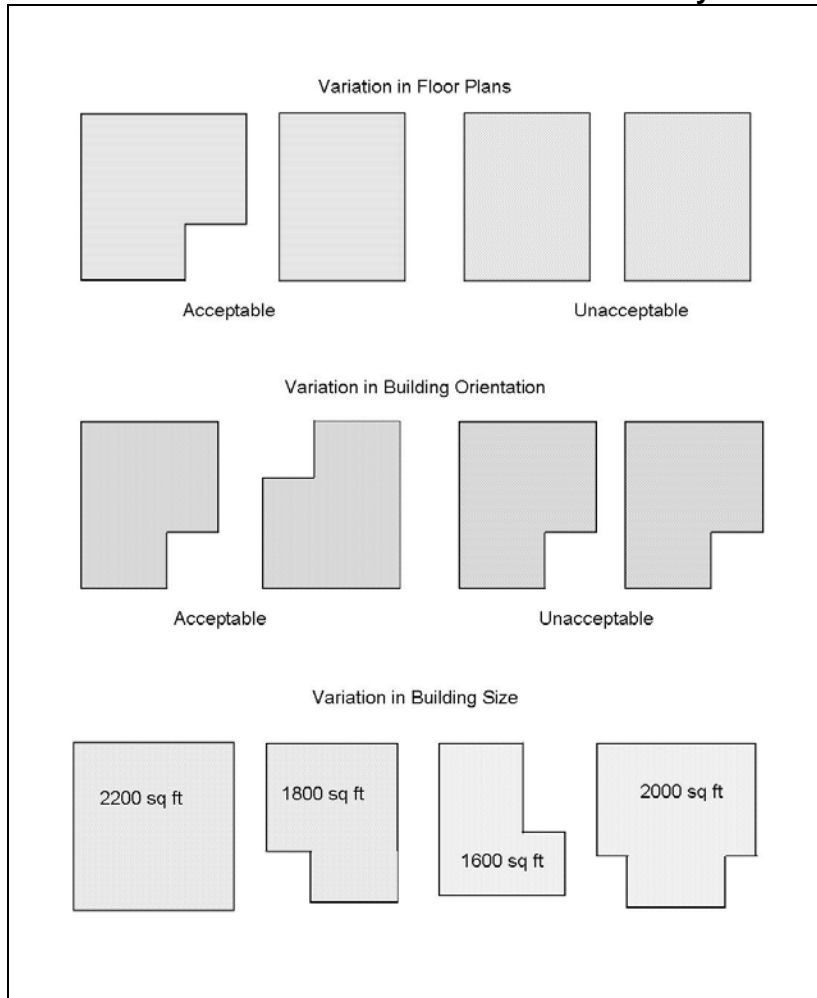 Variation in Floor Plans
Acceptable
Unacceptable
Variation in Building Orientation
Acceptable
Unacceptable
Variation in Building Size
2200 sq ft
1800 sq ft
1600 sq ft
2000 sq ft